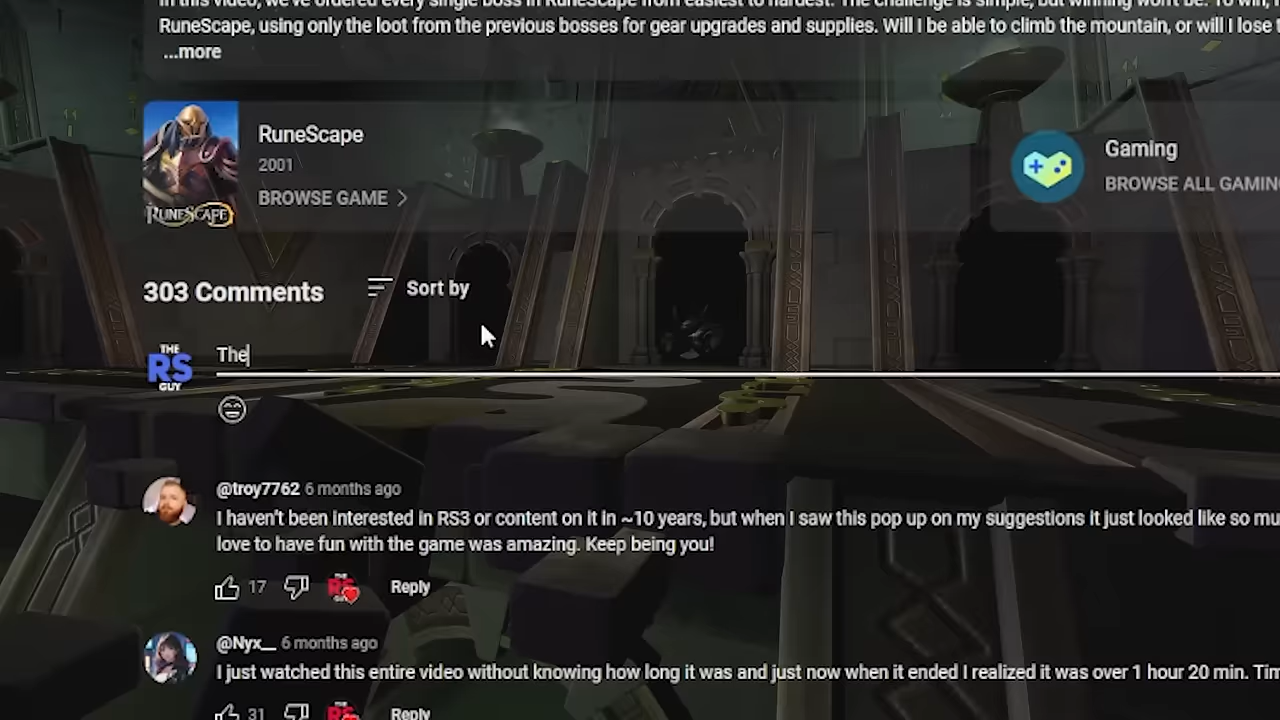 In this video, we've ordered every single boss in RuneScape from easiest to hardest. The challenge is simple, but winning won't be. To win, I
RuneScape, using only the loot from the previous bosses for gear upgrades and supplies. Will I be able to climb the mountain, or will I lose
...more
RuneScape
2001
BROWSE GAME
RUNESCAPE
Gaming
BROWSE ALL GAMING
303 Comments
Sort by
THE
RS
GUY
The
@troy7762 6 months ago
I haven't been interested in RS3 or content on it in ~10 years, but when I saw this pop up on my suggestions it just looked like so mu
love to have fun with the game was amazing. Keep being you!
17
Reply
@Nyx__ 6 months ago
I just watched this entire video without knowing how long it was and just now when it ended I realized it was over 1 hour 20 min. Tim
31
Reply